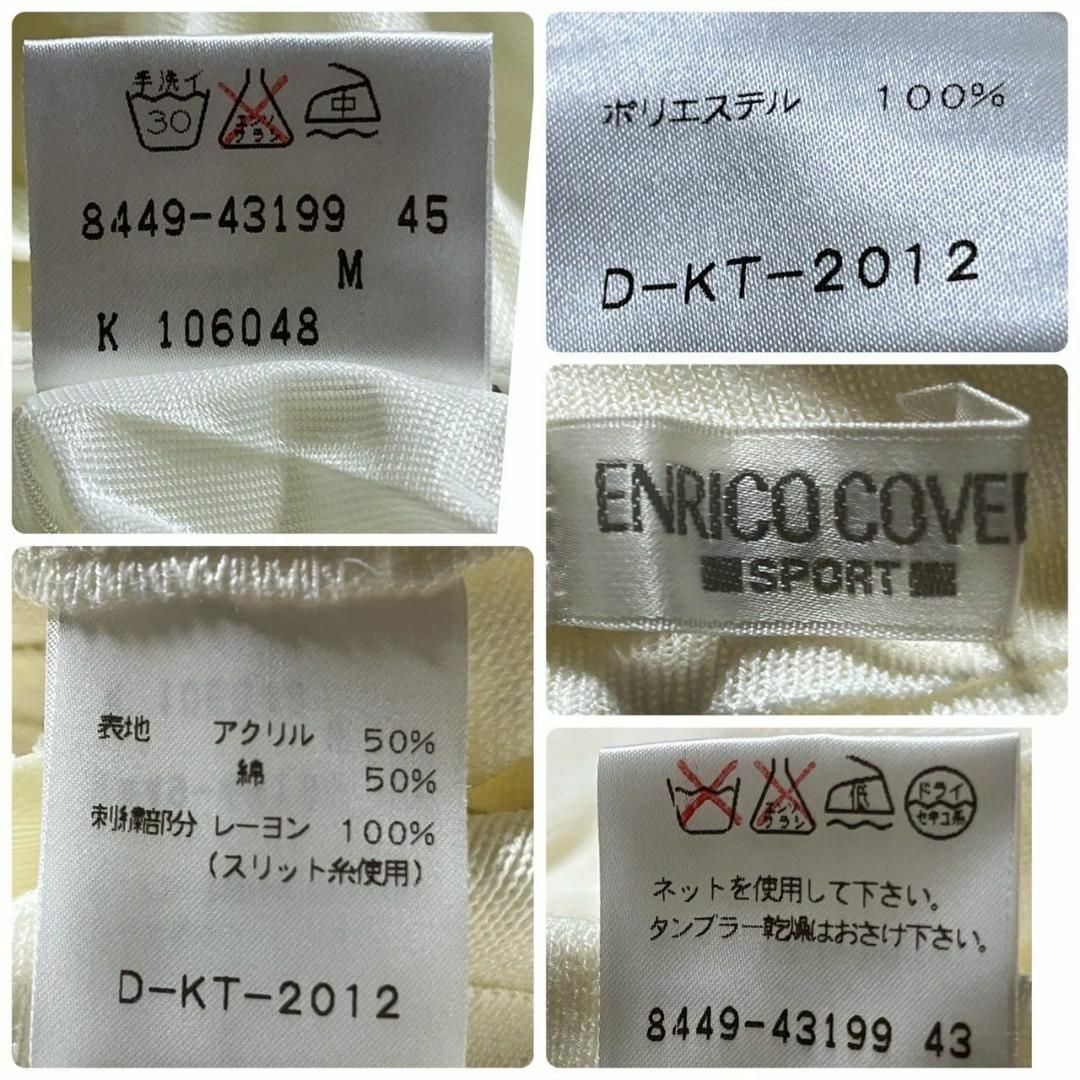 手洗イ
30
エンソ
サラシ
中
8449-43199 45
M
K 106048
ポリエステル 100%
D-KT-2012
ENRICO COVE
SPORT
表地 アクリル 50%
綿 50%
刺繍部分 レーヨン 100%
(スリット糸使用)
D-KT-2012
エンソ
サラシ
低
ドライ
セキユ系
ネットを使用して下さい。
タンブラー乾燥はおさけ下さい。
8449-43199 43